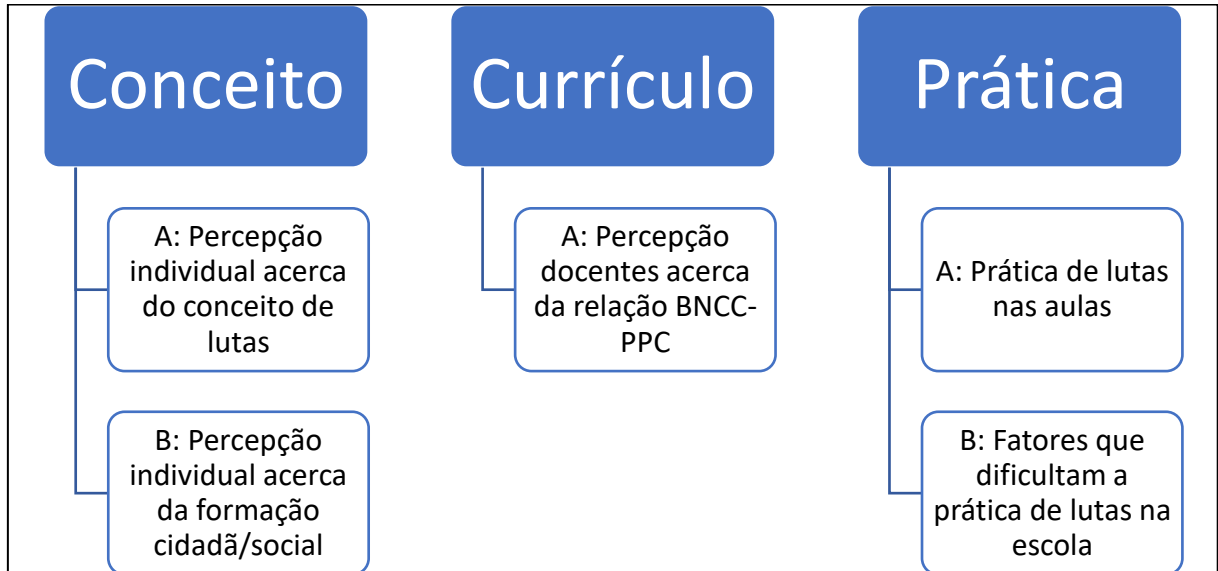 Conceito
A: Percepção
individual acerca
do conceito de
lutas
B: Percepção
individual acerca
da formação
cidadã/social
Currículo
A: Percepção
docentes acerca
da relação BNCC-
PPC
Prática
A: Prática de lutas
nas aulas
B: Fatores que
dificultam a
prática de lutas na
escola